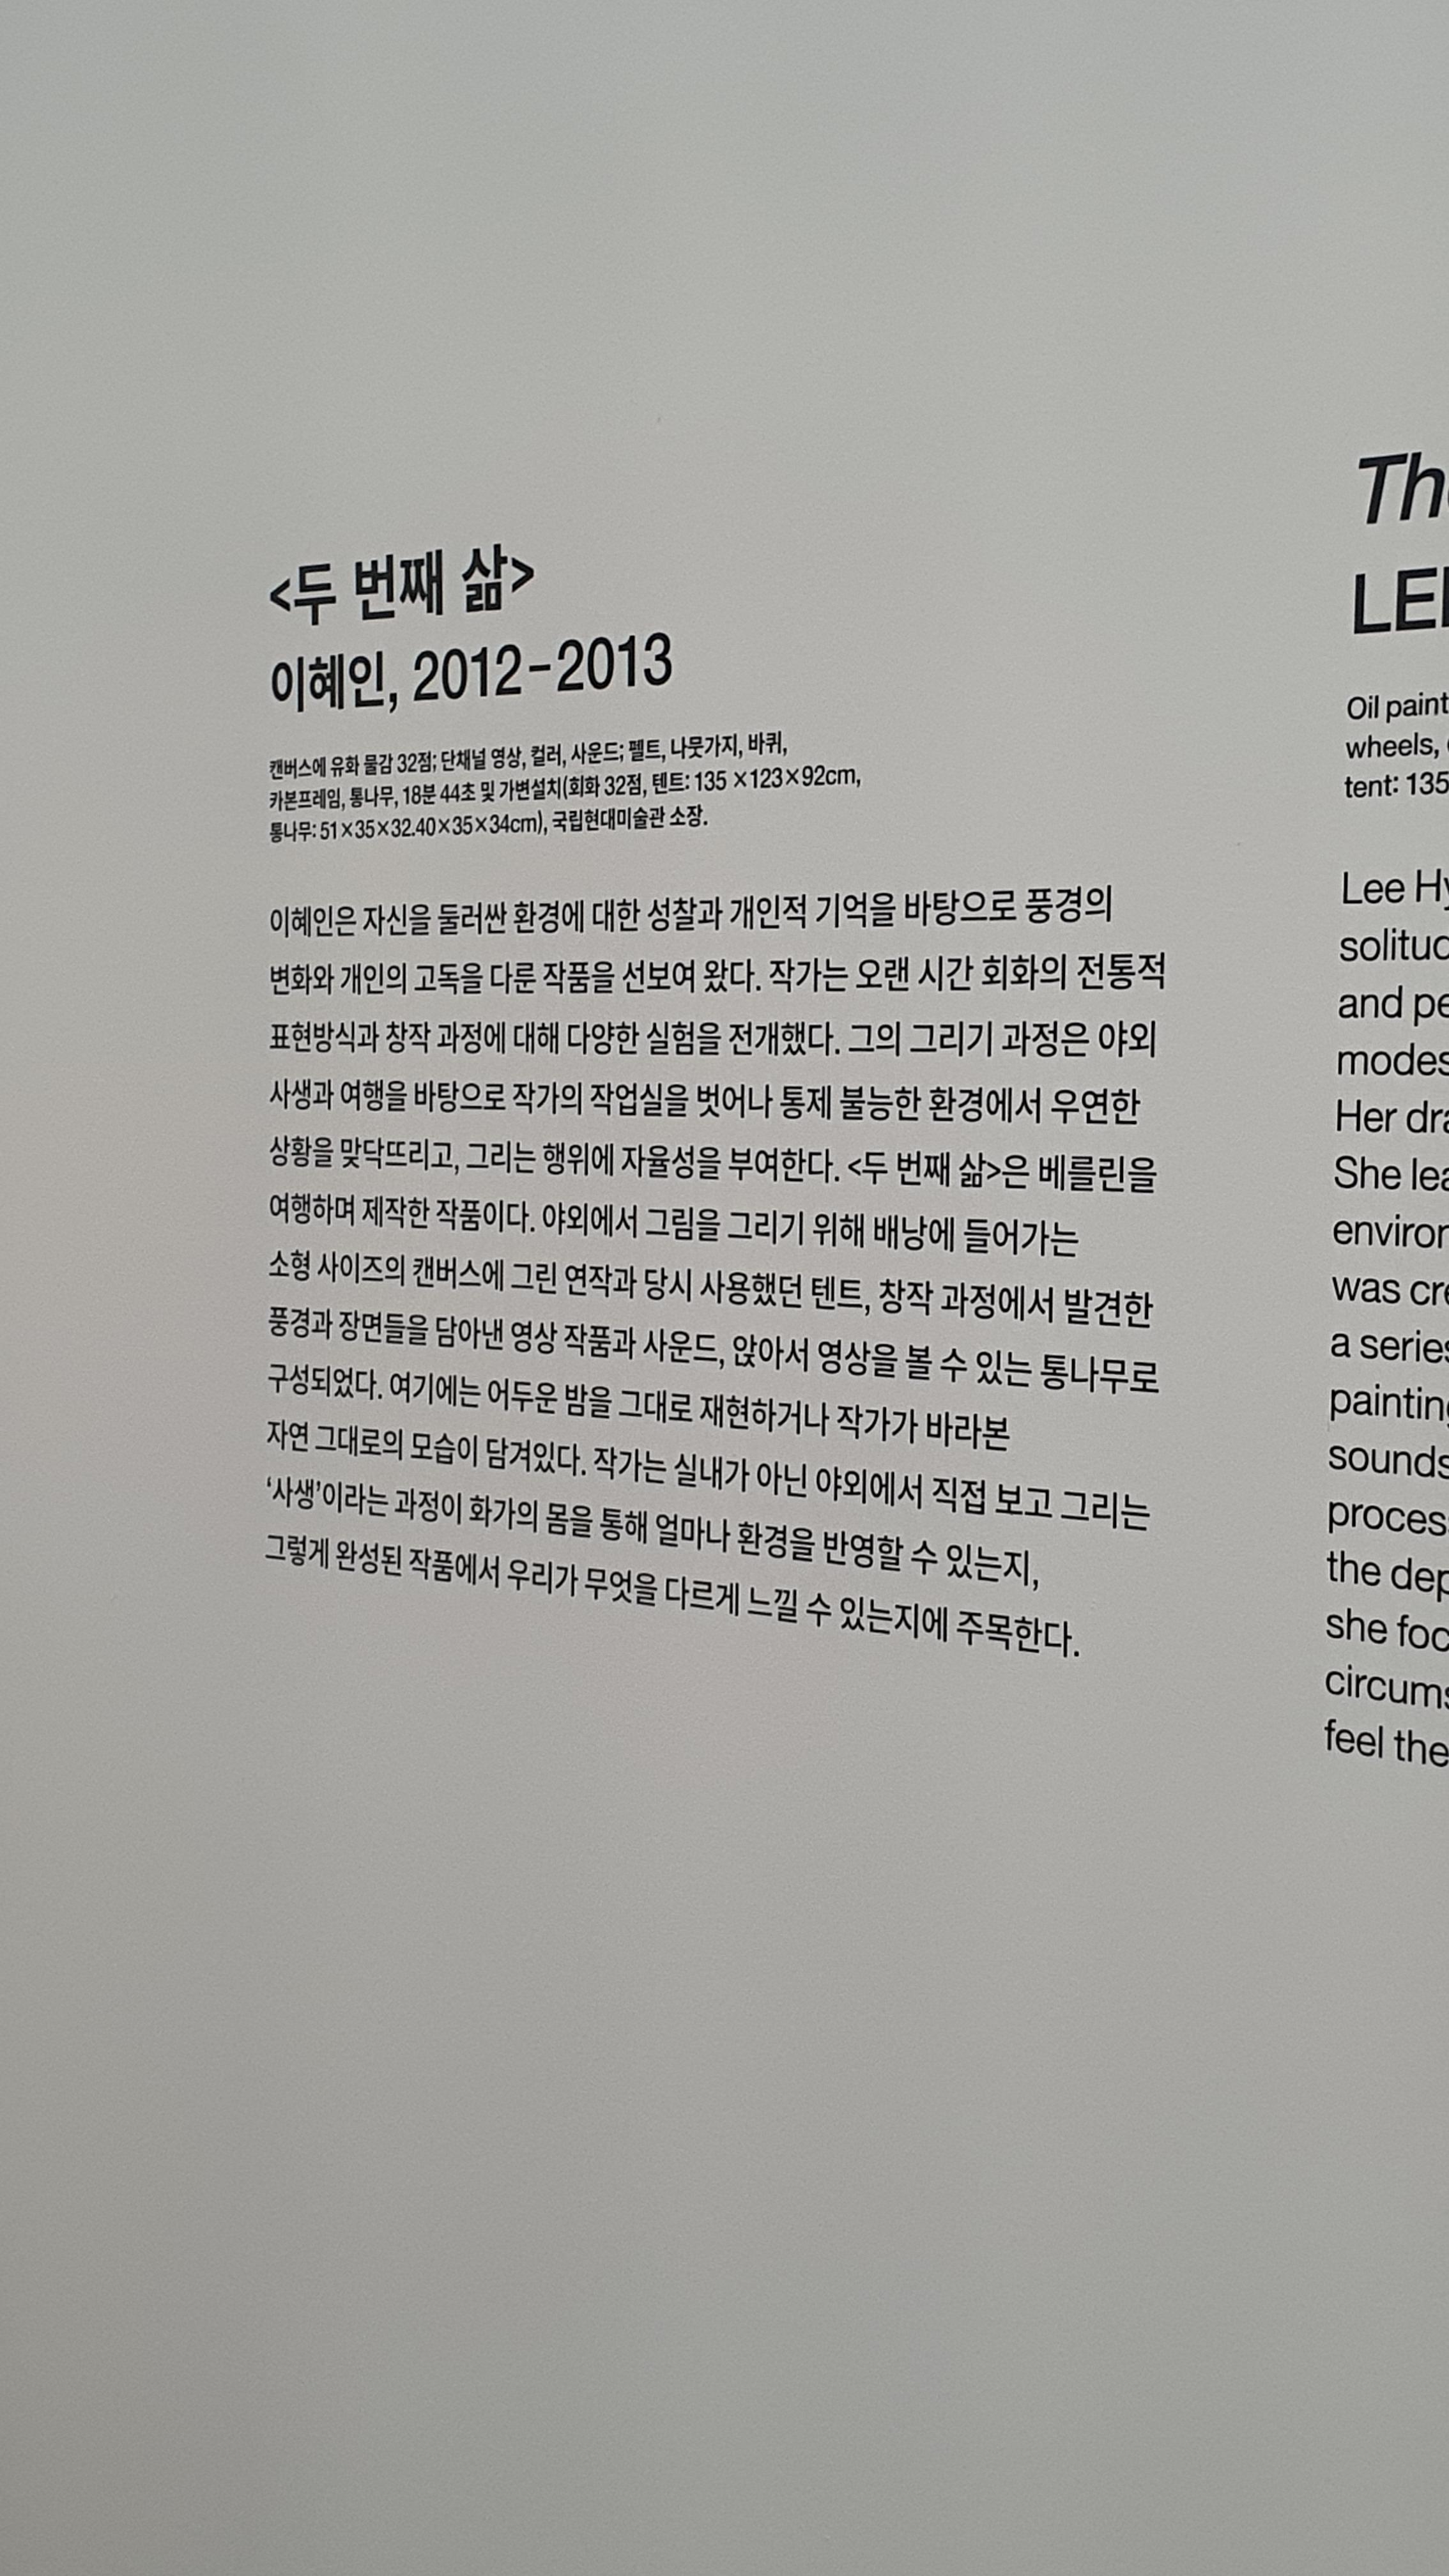 <두 번째 삶>
이혜인, 2012-2013
캔버스에 유화 물감 32점; 단채널 영상, 컬러, 사운드; 펠트, 나뭇가지, 바퀴,
카본프레임, 통나무, 18분 44초 및 가변설치(회화 32점, 텐트: 135 ×123×92cm,
통나무: 51×35×32.40×35×34cm), 국립현대미술관 소장.
이혜인은 자신을 둘러싼 환경에 대한 성찰과 개인적 기억을 바탕으로 풍경의
변화와 개인의 고독을 다룬 작품을 선보여 왔다. 작가는 오랜 시간 회화의 전통적
표현방식과 창작 과정에 대해 다양한 실험을 전개했다. 그의 그리기 과정은 야외
사생과 여행을 바탕으로 작가의 작업실을 벗어나 통제 불능한 환경에서 우연한
상황을 맞닥뜨리고, 그리는 행위에 자율성을 부여한다. <두 번째 삶>은 베를린을
여행하며 제작한 작품이다. 야외에서 그림을 그리기 위해 배낭에 들어가는
소형 사이즈의 캔버스에 그린 연작과 당시 사용했던 텐트, 창작 과정에서 발견한
풍경과 장면들을 담아낸 영상 작품과 사운드, 앉아서 영상을 볼 수 있는 통나무로
구성되었다. 여기에는 어두운 밤을 그대로 재현하거나 작가가 바라본
자연 그대로의 모습이 담겨있다. 작가는 실내가 아닌 야외에서 직접 보고 그리는
‘사생’이라는 과정이 화가의 몸을 통해 얼마나 환경을 반영할 수 있는지,
그렇게 완성된 작품에서 우리가 무엇을 다르게 느낄 수 있는지에 주목한다.
Th
LE
Oil paint
wheels,
tent: 135
Lee Hy
solitud
and pe
modes
Her dra
She lea
environ
was cre
a series
painting
sounds
process
the dep
she foc
circums
feel the